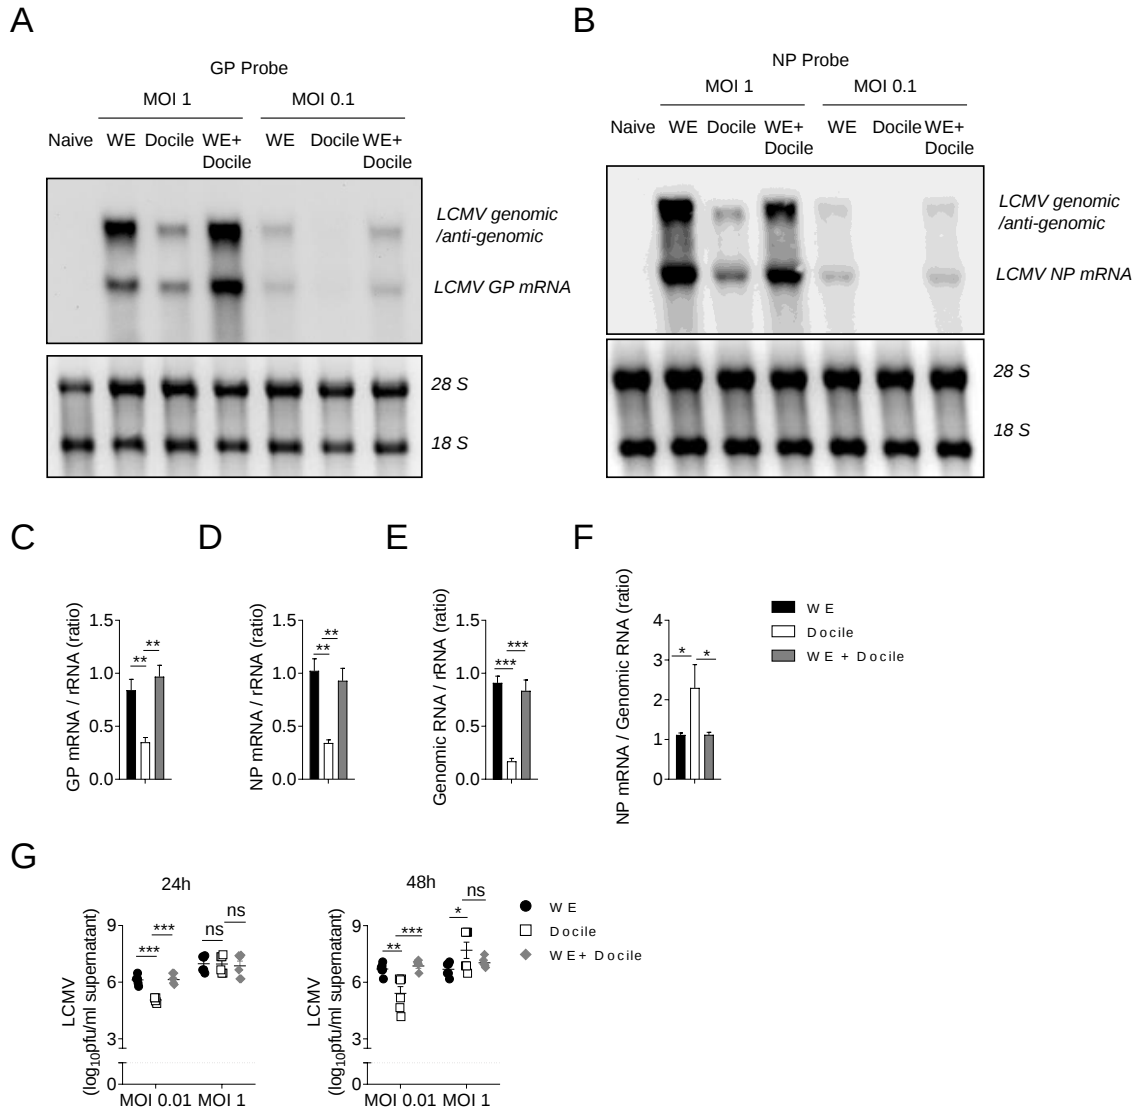 A
GP Probe
MOI 1 MOI 0.1
Naive WE Docile WE+ WE Docile WE+
Docile Docile
LCMV genomic
/anti-genomic
LCMV GP mRNA
28 S
18 S
B
NP Probe
MOI 1 MOI 0.1
Naive WE Docile WE+ WE Docile WE+
Docile Docile
LCMV genomic
/anti-genomic
LCMV NP mRNA
28 S
18 S
C
GP mRNA / rRNA (ratio)
1.5
1.0
0.5
0.0
**
**
D
NP mRNA / rRNA (ratio)
1.5
1.0
0.5
0.0
**
**
E
Genomic RNA / rRNA (ratio)
1.5
1.0
0.5
0.0
***
***
F
NP mRNA / Genomic RNA (ratio)
4
3
2
1
0
* *
WE
Docile
WE + Docile
G
24h
LCMV
(log10pfu/ml supernatant)
9
6
3
0
***
***
ns
ns
MOI 0.01 MOI 1
48h
LCMV
(log10pfu/ml supernatant)
9
6
3
0
**
***
*
ns
MOI 0.01 MOI 1
WE
Docile
WE+ Docile